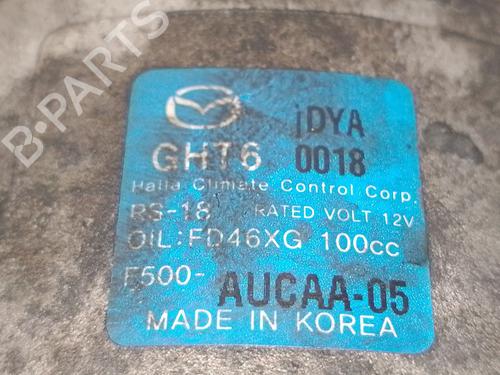 B-PARTS
iDYA
GHT6 0018
Halla Climate Control Corp.
RS-18 RATED VOLT 12V
OIL:FD46XG 100cc
F500-AUCAA-05
MADE IN KOREA